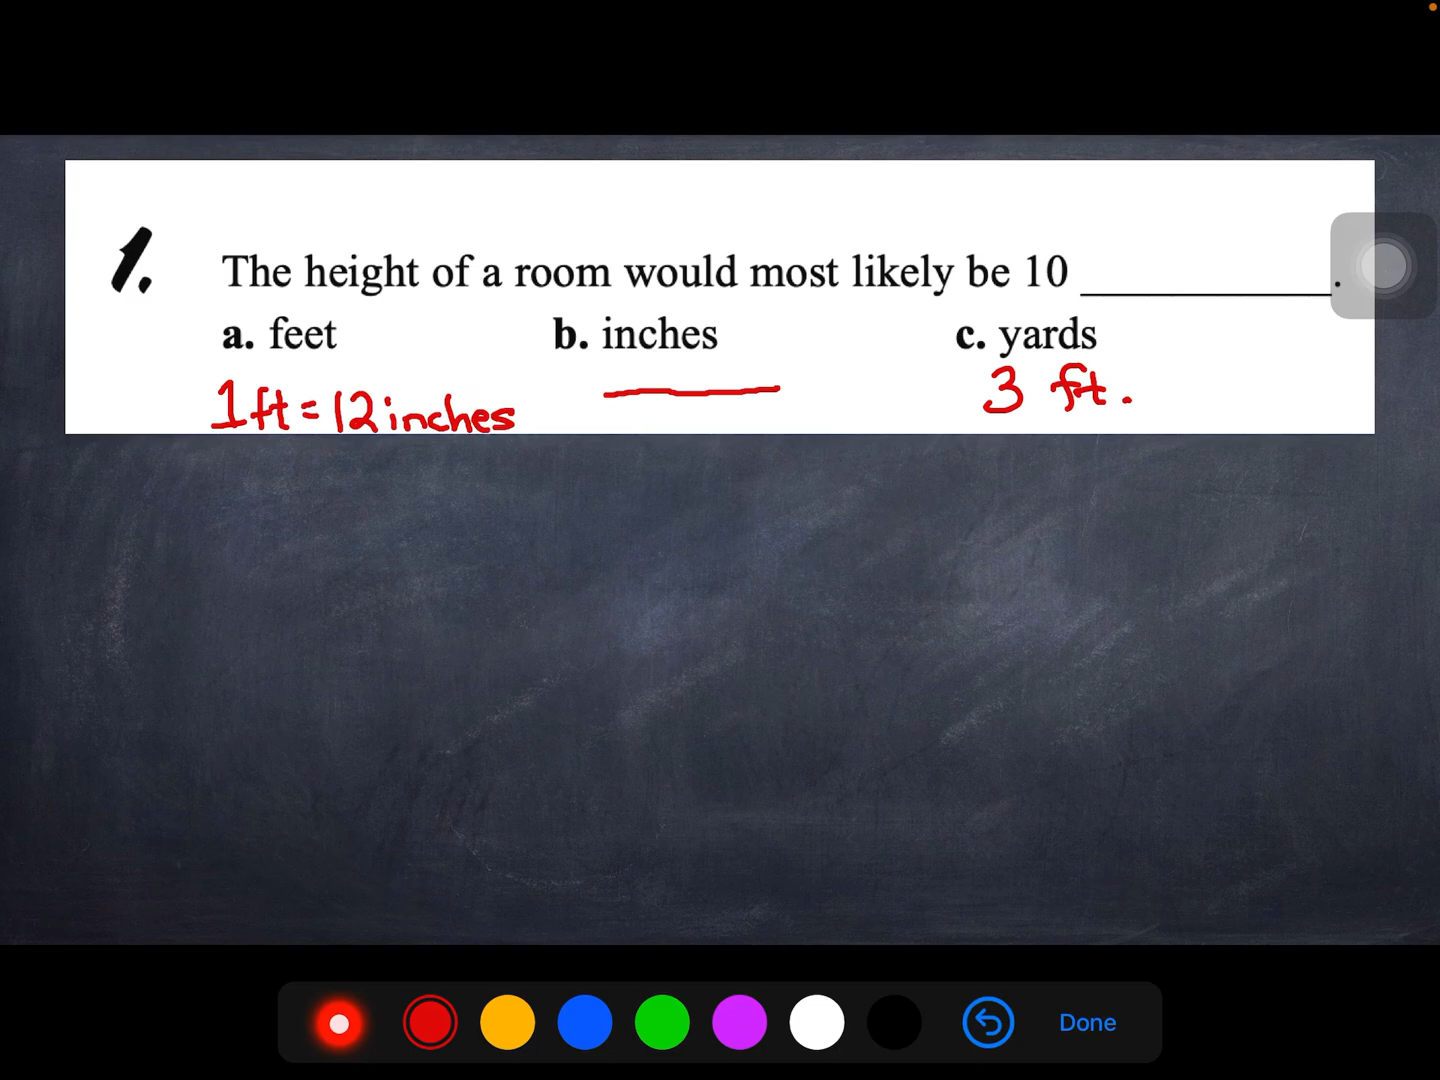 1. The height of a room would most likely be 10 ____________.
a. feet b. inches c. yards
1ft = 12 inches 3 ft.
Done